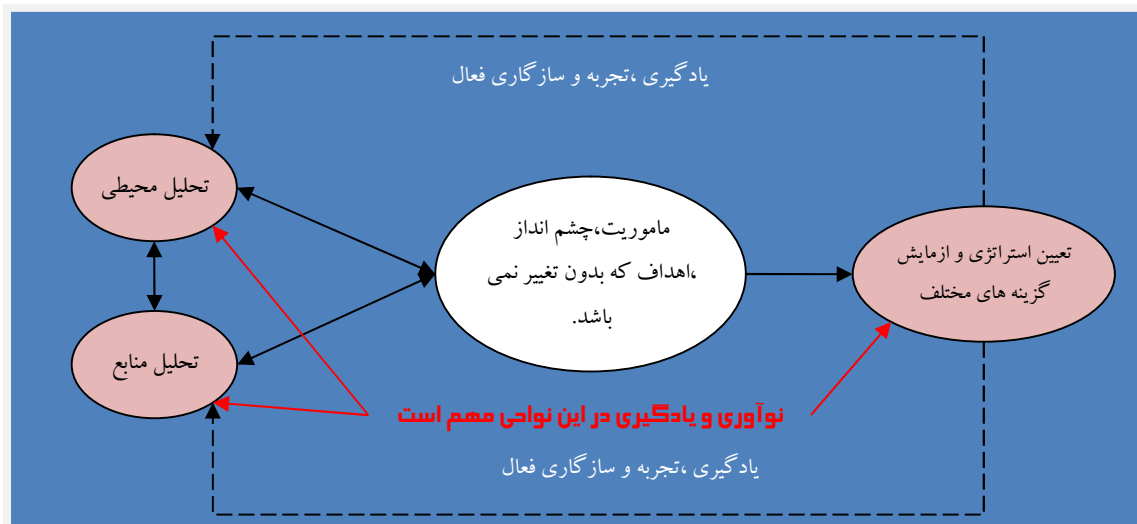 یادگیری ،تجربه و سازگاری فعال
تحلیل محیطی
ماموریت،چشم انداز
،اهداف که بدون تغییر نمی
باشد.
تعیین استراتژی و ازمایش
گزینه های مختلف
تحلیل منابع
نوآوری و یادگیری در این نواحی مهم است
یادگیری ،تجربه و سازگاری فعال